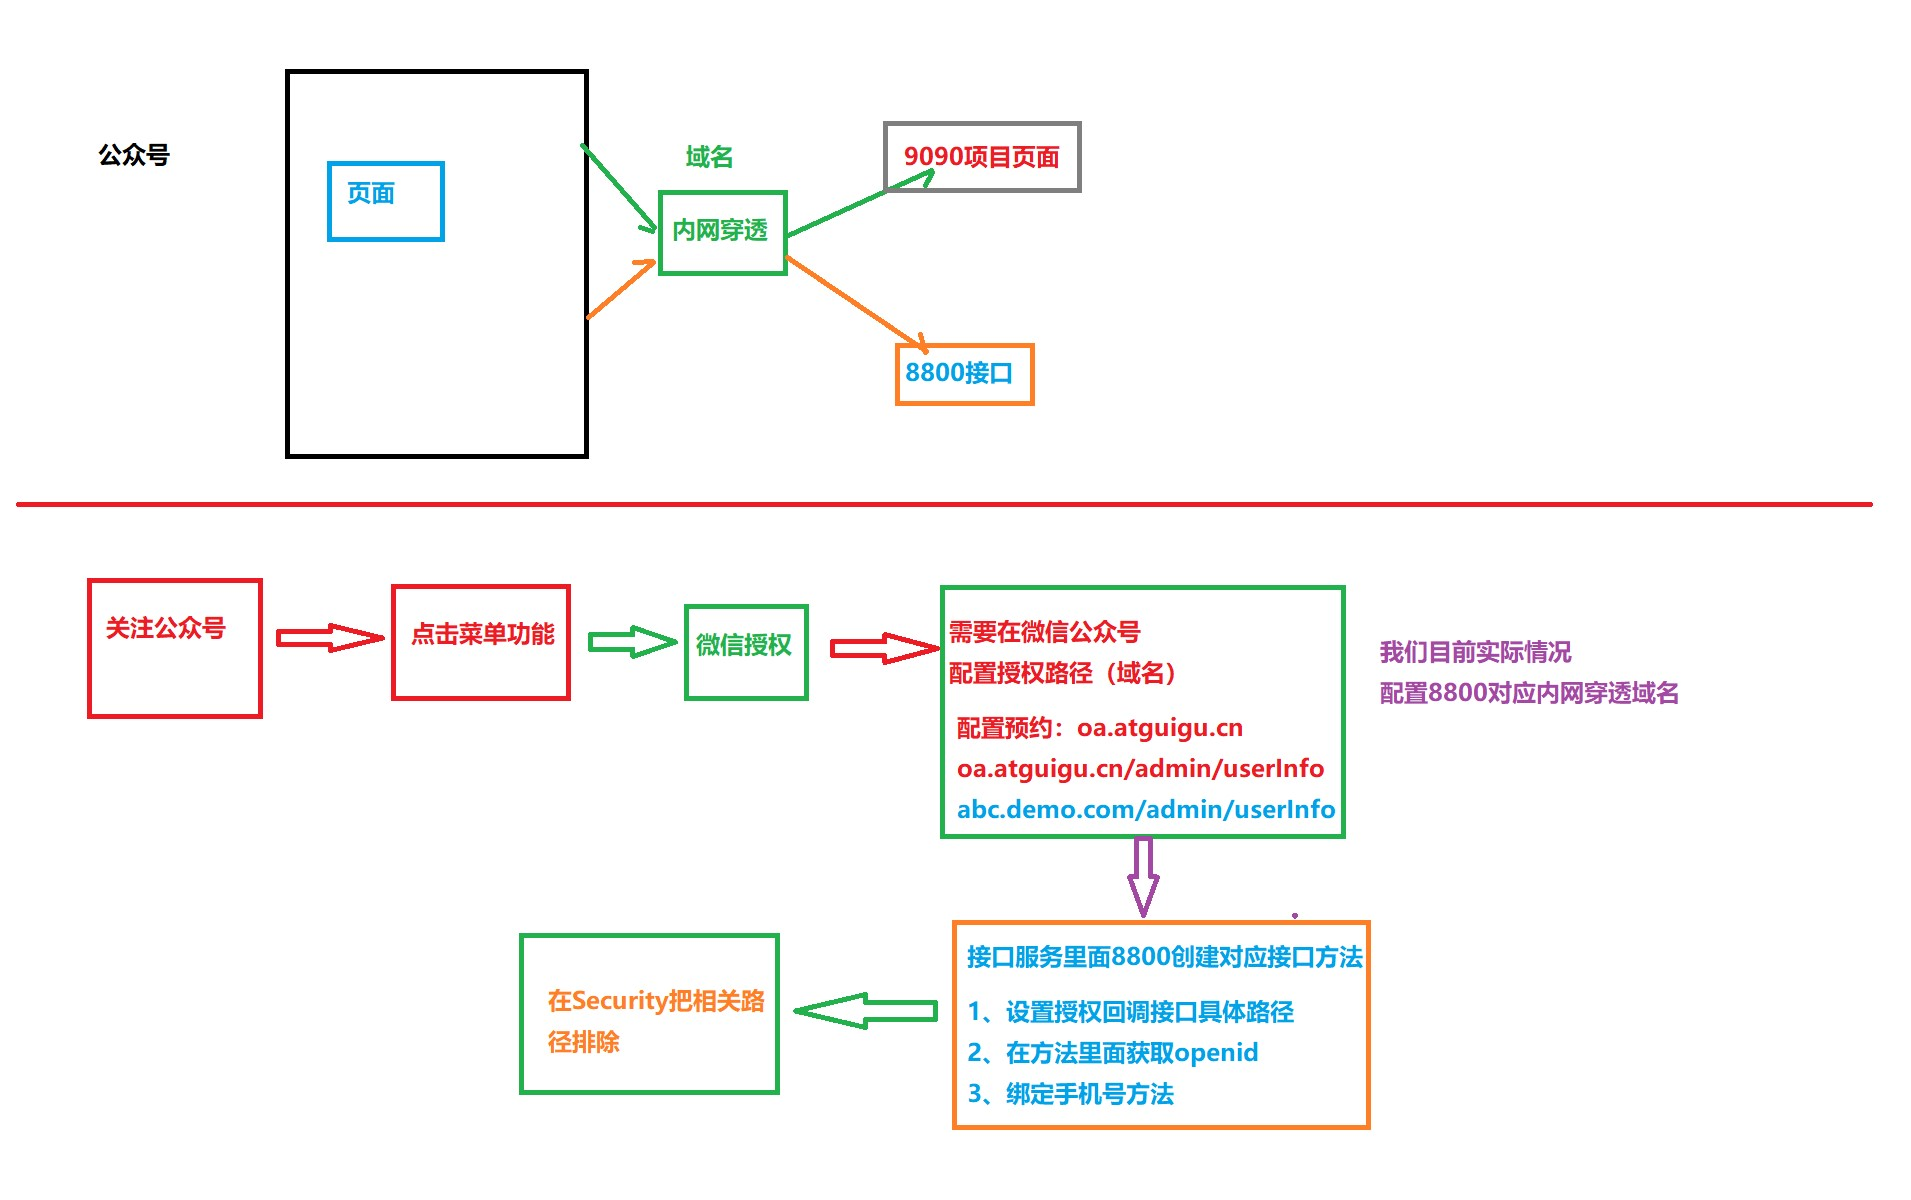 公众号
页面
域名
内网穿透
9090项目页面
8800接口
关注公众号
点击菜单功能
微信授权
需要在微信公众号
配置授权路径（域名）
配置预约：oa.atguigu.cn
oa.atguigu.cn/admin/userInfo
abc.demo.com/admin/userInfo
我们目前实际情况
配置8800对应内网穿透域名
接口服务里面8800创建对应接口方法
1、设置授权回调接口具体路径
2、在方法里面获取openid
3、绑定手机号方法
在Security把相关路
径排除